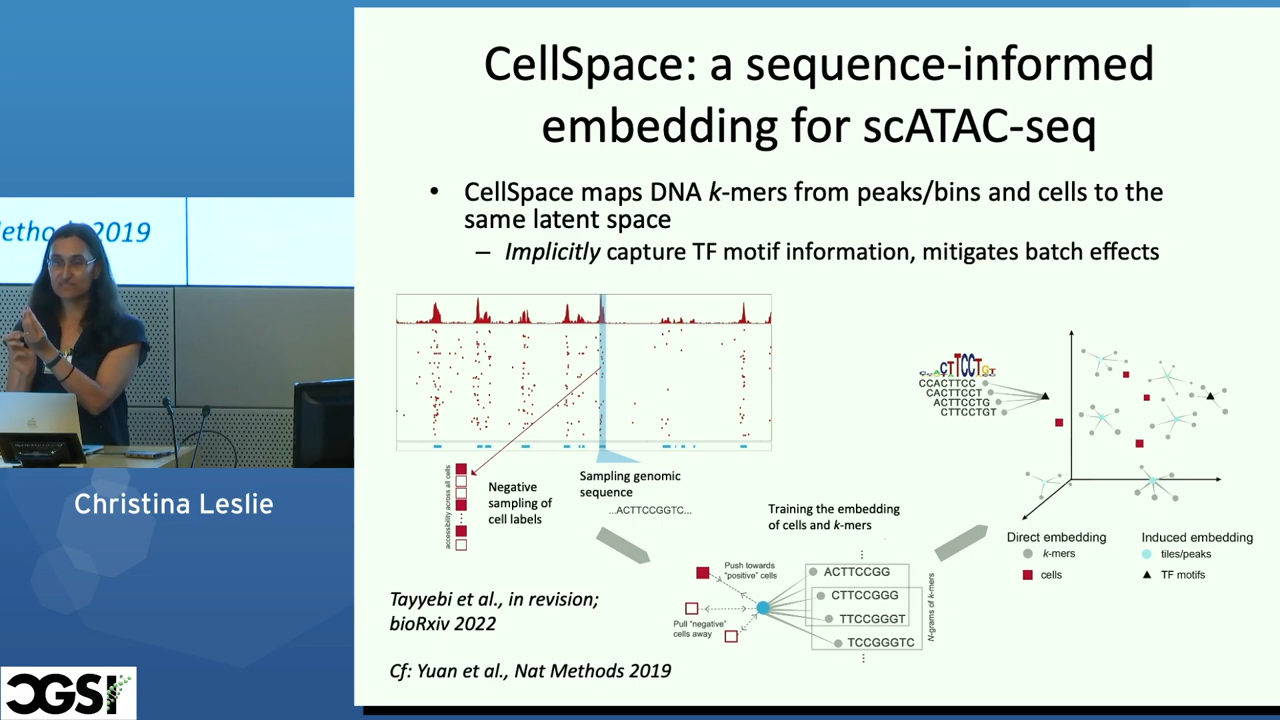 CellSpace: a sequence-informed
embedding for scATAC-seq
• CellSpace maps DNA k-mers from peaks/bins and cells to the
same latent space
– Implicitly capture TF motif information, mitigates batch effects
2019
accessibility across all cells
Negative
sampling of
cell labels
Sampling genomic
sequence
...ACTTCCGGTC...
Training the embedding
of cells and k-mers
Push towards
"positive" cells
Pull "negative"
cells away
ACTTCCGG
CTTCCGGG
TTCCGGGT
TCCGGGTC
N-grams of k-mers
CCACTTCC
CACTTCCT
ACTTCCTG
CTTCCTGT
Direct embedding
k-mers
cells
Induced embedding
tiles/peaks
TF motifs
Tayyebi et al., in revision;
bioRxiv 2022
Cf: Yuan et al., Nat Methods 2019
Christina Leslie
CGSI